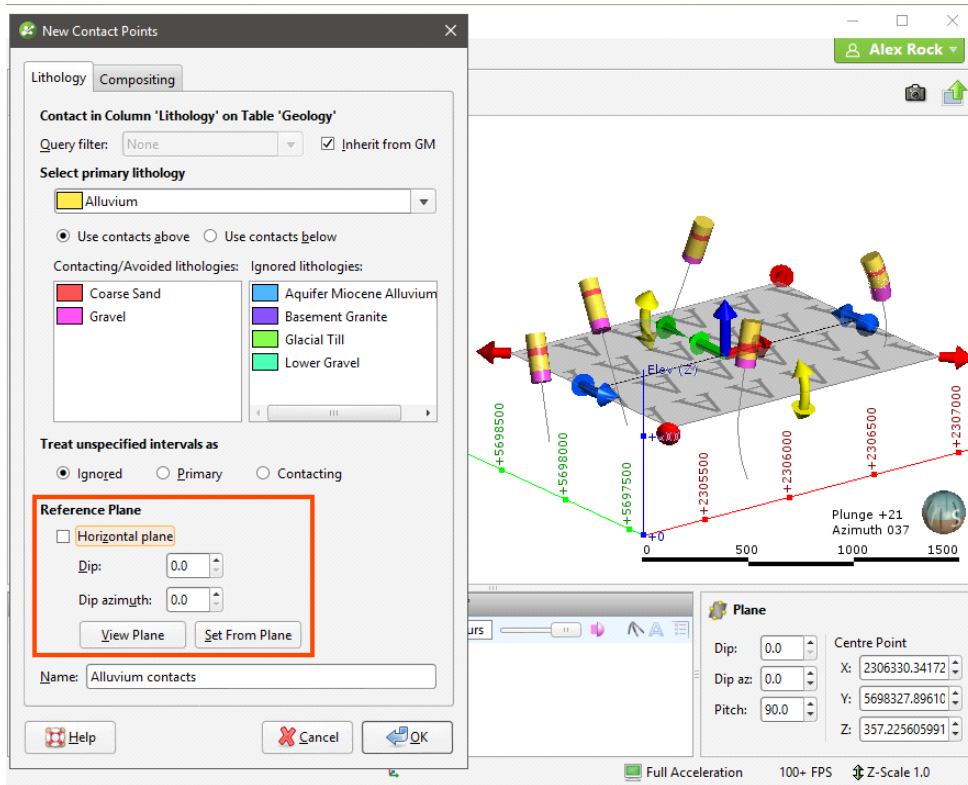 New Contact Points
Alex Rock
Lithology Compositing
Contact in Column 'Lithology' on Table 'Geology'
Query filter: None Inherit from GM
Select primary lithology
Alluvium
Use contacts above Use contacts below
Contacting/Avoided lithologies: Ignored lithologies:
Coarse Sand Aquifer Miocene Alluvium
Gravel Basement Granite
Glacial Till
Lower Gravel
Treat unspecified intervals as
Ignored Primary Contacting
Reference Plane
Horizontal plane
Dip: 0.0
Dip azimuth: 0.0
View Plane Set From Plane
Name: Alluvium contacts
Help Cancel OK
Elev (Z)
+5698500
+5698000
+5697500
+0
+2305500
+2306000
+2306500
+2307000
Plunge +21
Azimuth 037
0 500 1000 1500
urs
Plane
Dip: 0.0 Centre Point
X: 2306330.34172
Dip az: 0.0
Y: 5698327.89610
Pitch: 90.0
Z: 357.225605991
Full Acceleration 100+ FPS Z-Scale 1.0